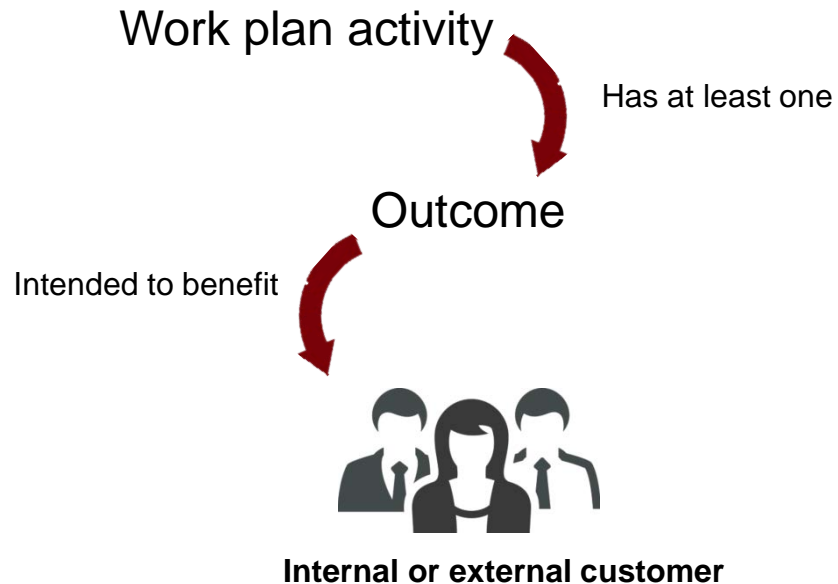 Work plan activity
Has at least one
Outcome
Intended to benefit
Internal or external customer